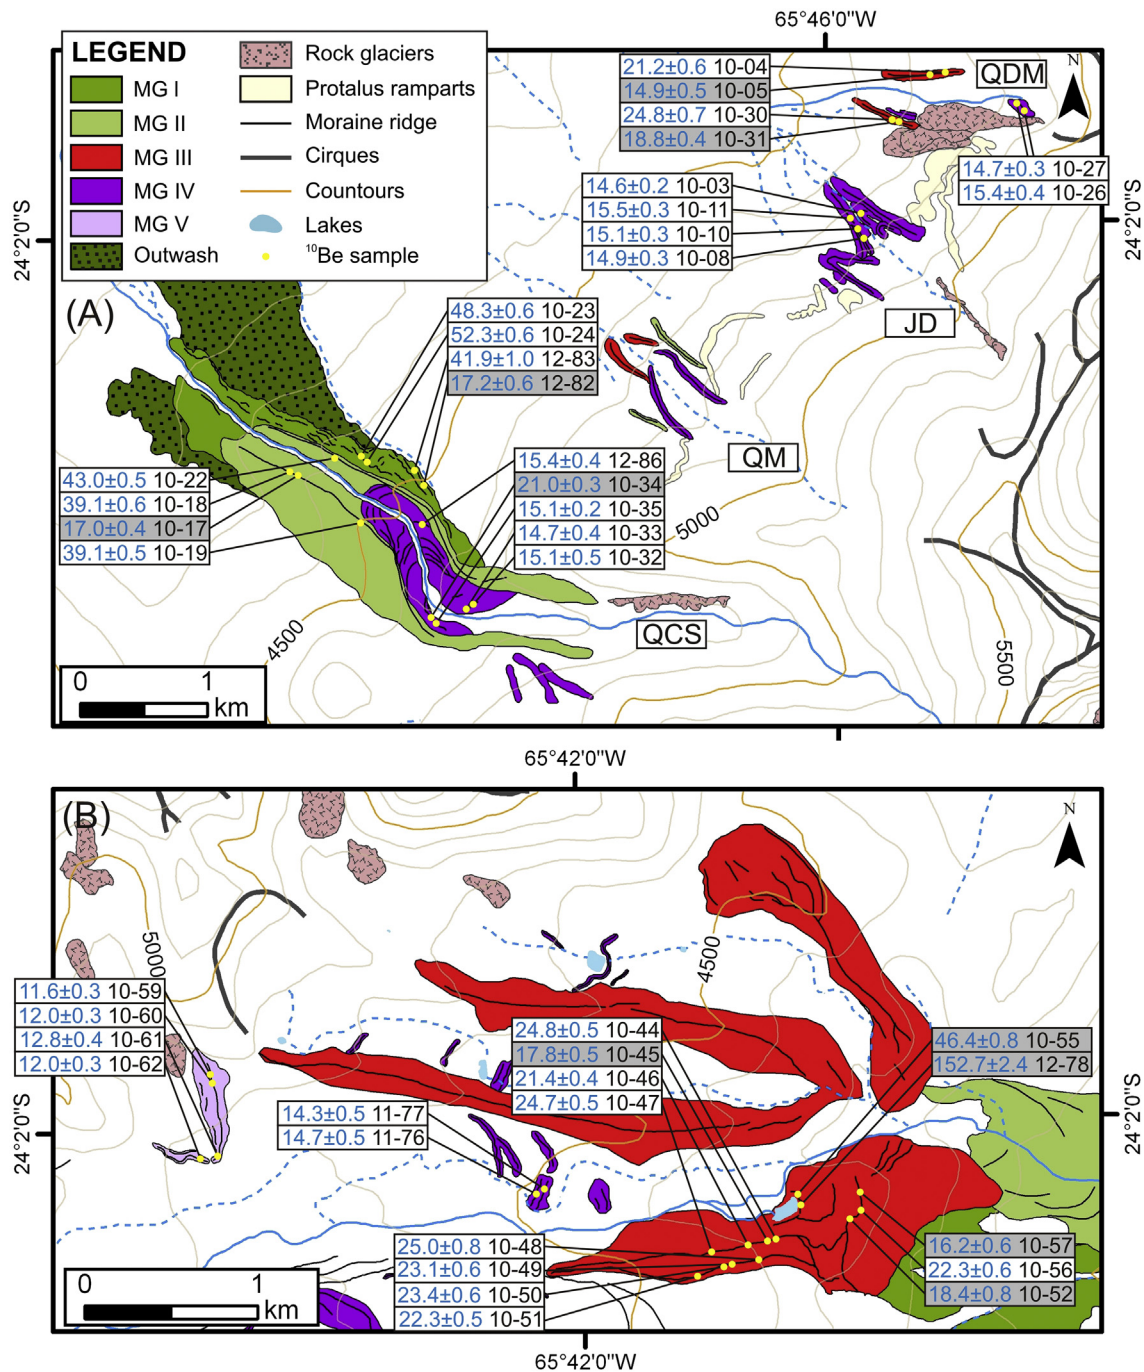 65°46'0"W
LEGEND
MG I
MG II
MG III
MG IV
MG V
Outwash
Rock glaciers
Protalus ramparts
Moraine ridge
Cirques
Countours
Lakes
10Be sample
21.2±0.6 10-04
14.9±0.5 10-05
24.8±0.7 10-30
18.8±0.4 10-31
QDM
N
14.7±0.3 10-27
15.4±0.4 10-26
14.6±0.2 10-03
15.5±0.3 10-11
15.1±0.3 10-10
14.9±0.3 10-08
24°2'0"S
24°2'0"S
(A)
JD
48.3±0.6 10-23
52.3±0.6 10-24
41.9±1.0 12-83
17.2±0.6 12-82
QM
43.0±0.5 10-22
39.1±0.6 10-18
17.0±0.4 10-17
39.1±0.5 10-19
15.4±0.4 12-86
21.0±0.3 10-34
15.1±0.2 10-35
14.7±0.4 10-33
15.1±0.5 10-32
5000
4500
QCS
5500
0 1
km
65°42'0"W
(B)
N
5000
4500
11.6±0.3 10-59
12.0±0.3 10-60
12.8±0.4 10-61
12.0±0.3 10-62
24.8±0.5 10-44
17.8±0.5 10-45
21.4±0.4 10-46
24.7±0.5 10-47
46.4±0.8 10-55
152.7±2.4 12-78
14.3±0.5 11-77
14.7±0.5 11-76
24°2'0"S
24°2'0"S
25.0±0.8 10-48
23.1±0.6 10-49
23.4±0.6 10-50
22.3±0.5 10-51
16.2±0.6 10-57
22.3±0.6 10-56
18.4±0.8 10-52
0 1
km
65°42'0"W